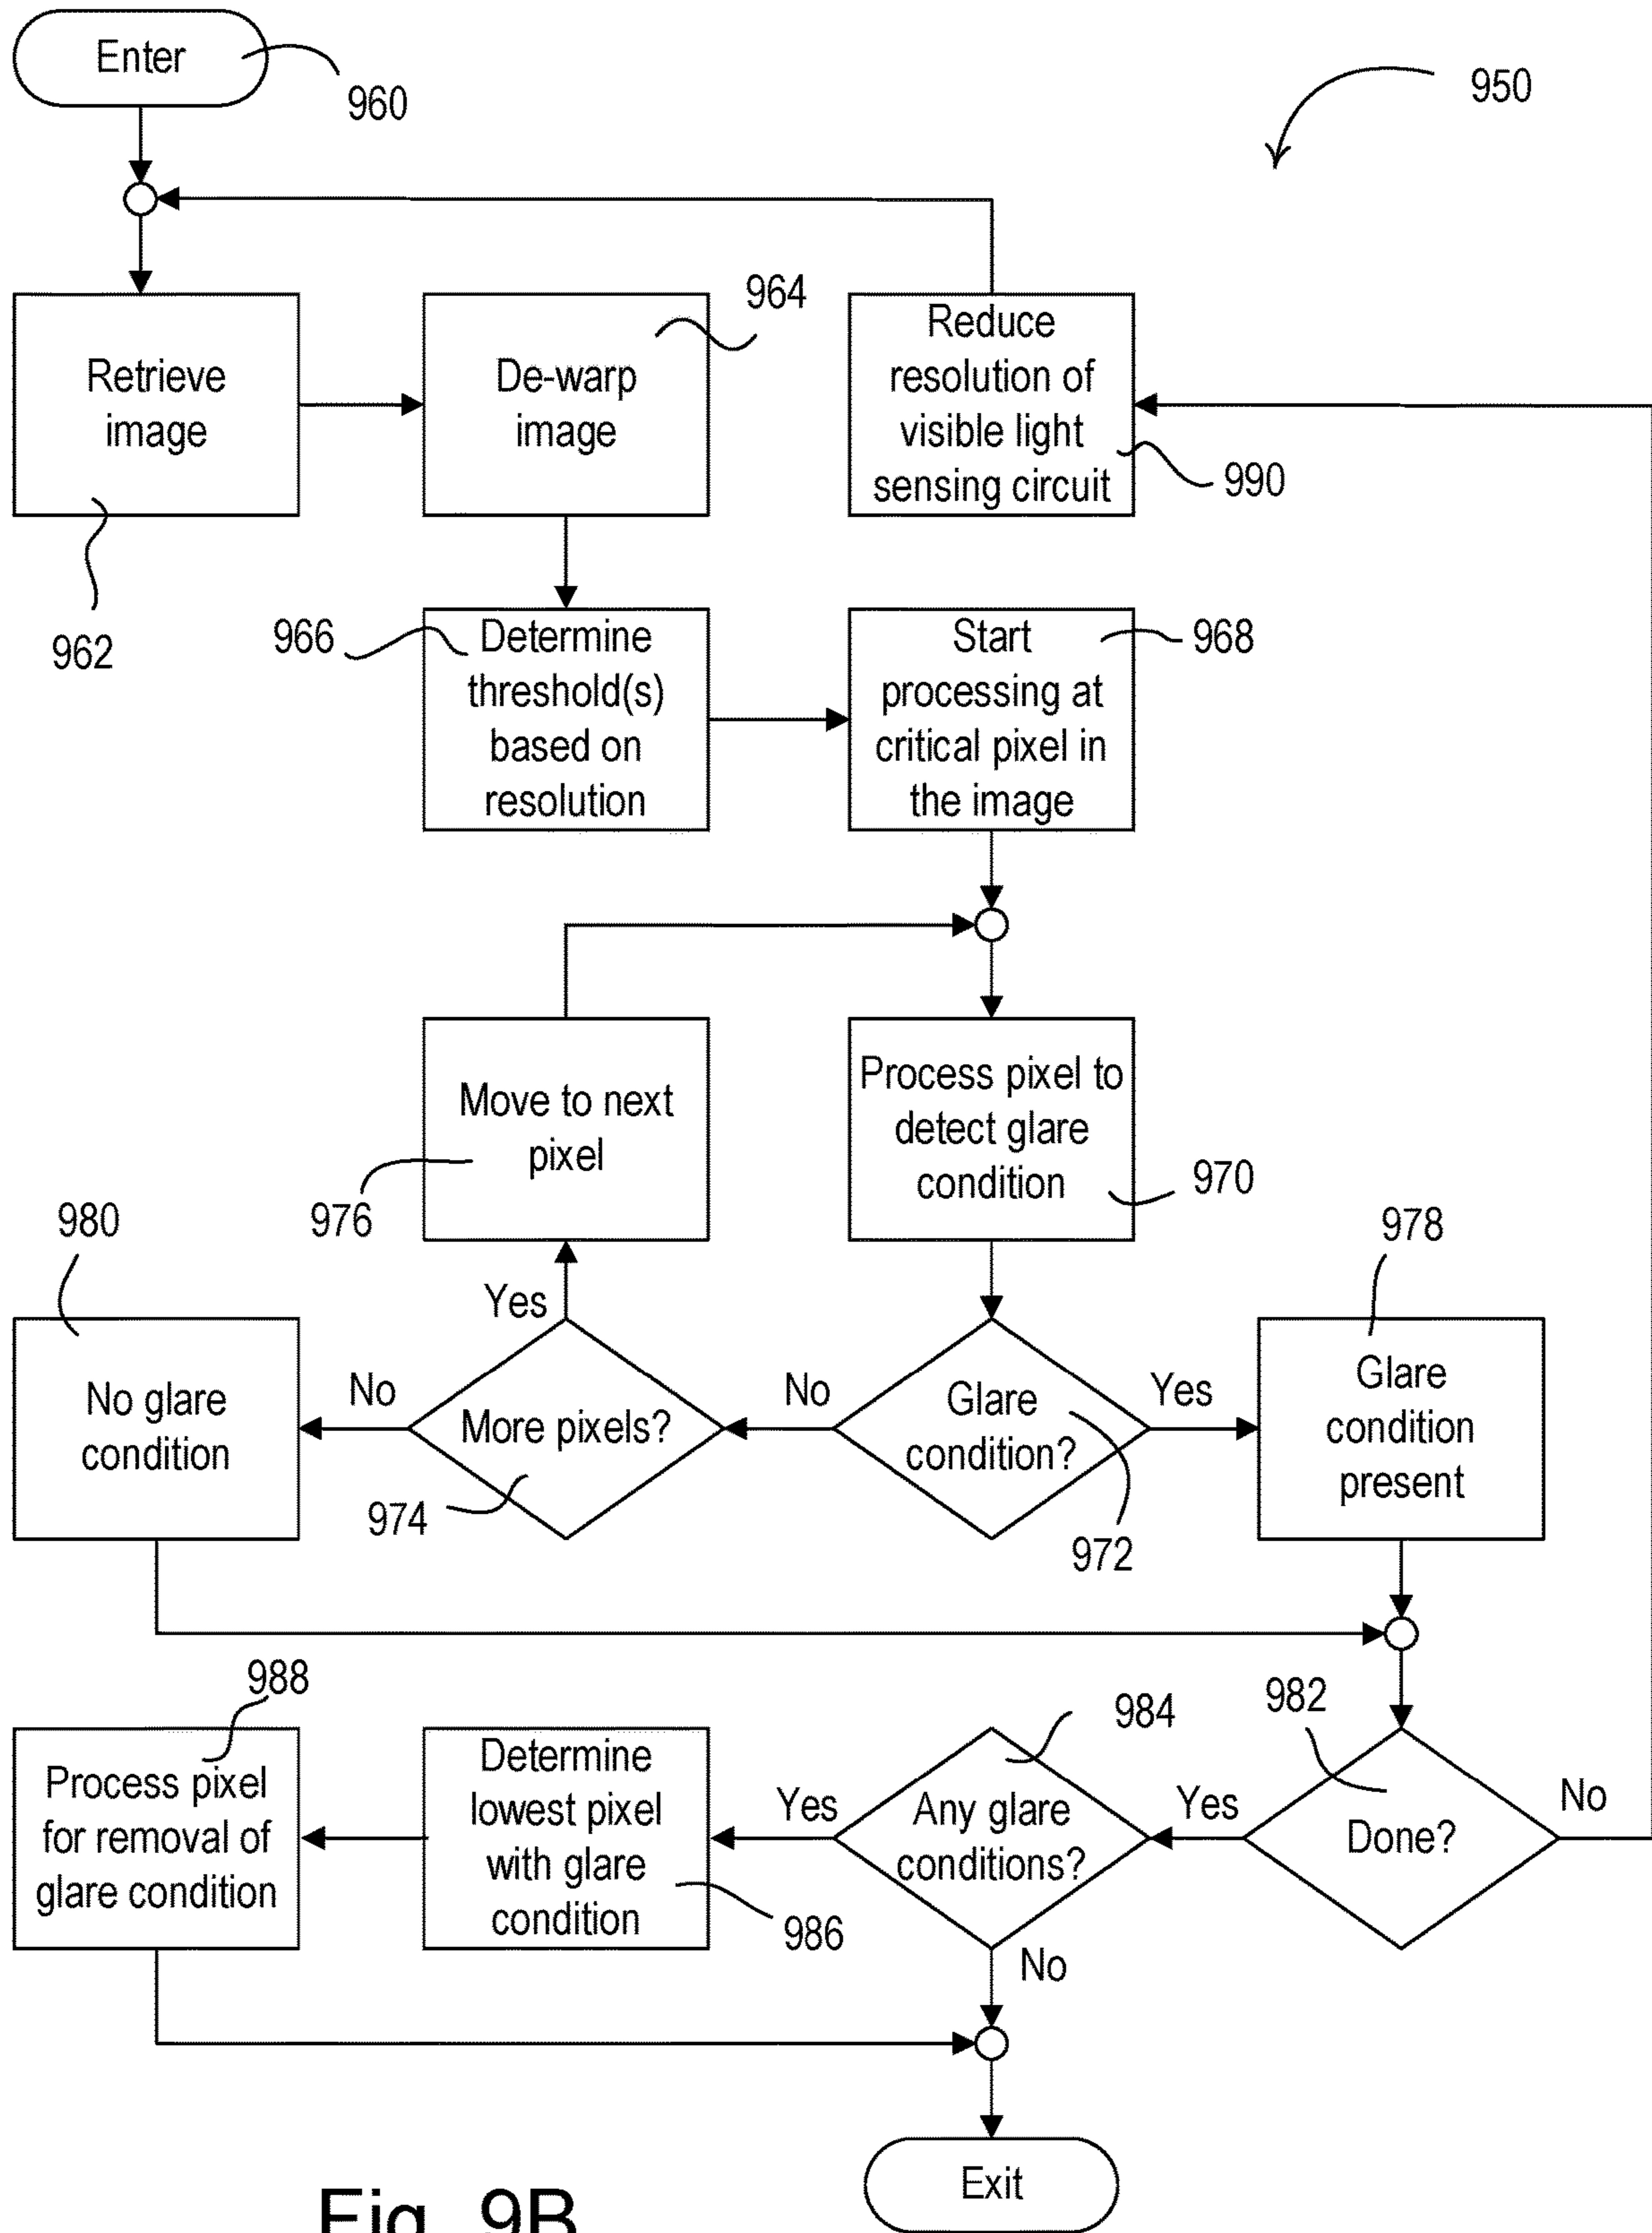 Enter
960
950
964
Retrieve
image
De-warp
image
Reduce
resolution of
visible light
sensing circuit
990
962
966
Determine
threshold(s)
based on
resolution
Start
processing at
critical pixel in
the image
968
Move to next
pixel
976
Process pixel to
detect glare
condition
970
980
978
Yes
No glare
condition
No
More pixels?
974
No
Glare
condition?
972
Yes
Glare
condition
present
988
984
982
Process pixel
for removal of
glare condition
Determine
lowest pixel
with glare
condition
986
Yes
Any glare
conditions?
Yes
Done?
No
No
Exit
Fig. 9B